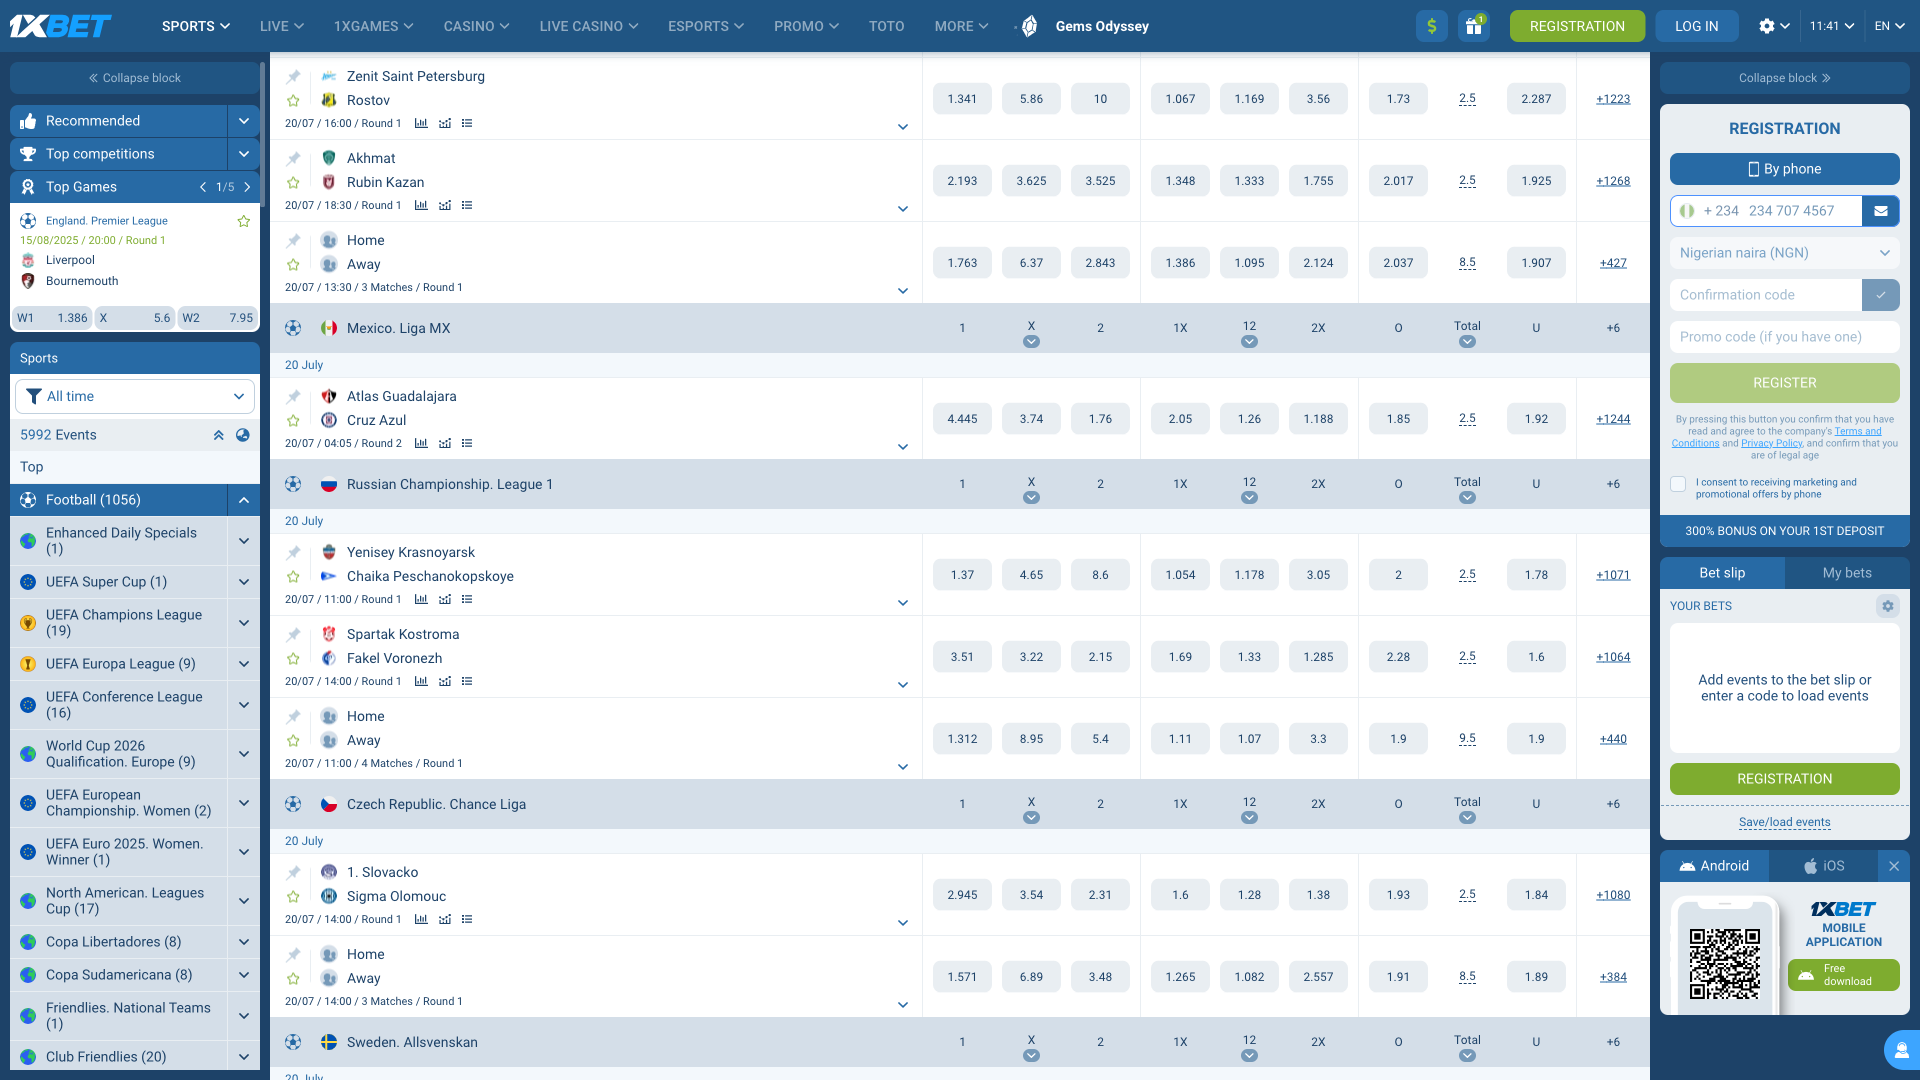 1XBET
SPORTS
LIVE
1XGAMES
CASINO
LIVE CASINO
ESPORTS
PROMO
TOTO
MORE
Gems Odyssey
$
1
REGISTRATION
LOG IN
11:41
EN
Collapse block
Recommended
Top competitions
Top Games
1/5
England. Premier League
15/08/2025 / 20:00 / Round 1
Liverpool
Bournemouth
W1 1.386 X 5.6 W2 7.95
Sports
All time
5992 Events
Top
Football (1056)
Enhanced Daily Specials
(1)
UEFA Super Cup (1)
UEFA Champions League
(19)
UEFA Europa League (9)
UEFA Conference League
(16)
World Cup 2026
Qualification. Europe (9)
UEFA European
Championship. Women (2)
UEFA Euro 2025. Women.
Winner (1)
North American. Leagues
Cup (17)
Copa Libertadores (8)
Copa Sudamericana (8)
Friendlies. National Teams
(1)
Club Friendlies (20)
Zenit Saint Petersburg
Rostov
20/07 / 16:00 / Round 1
1.341 5.86 10 1.067 1.169 3.56 1.73 2.5 2.287 +1223
Akhmat
Rubin Kazan
20/07 / 18:30 / Round 1
2.193 3.625 3.525 1.348 1.333 1.755 2.017 2.5 1.925 +1268
Home
Away
20/07 / 13:30 / 3 Matches / Round 1
1.763 6.37 2.843 1.386 1.095 2.124 2.037 8.5 1.907 +427
Mexico. Liga MX 1 X 2 1X 12 2X O Total U +6
20 July
Atlas Guadalajara
Cruz Azul
20/07 / 04:05 / Round 2
4.445 3.74 1.76 2.05 1.26 1.188 1.85 2.5 1.92 +1244
Russian Championship. League 1 1 X 2 1X 12 2X O Total U +6
20 July
Yenisey Krasnoyarsk
Chaika Peschanokopskoye
20/07 / 11:00 / Round 1
1.37 4.65 8.6 1.054 1.178 3.05 2 2.5 1.78 +1071
Spartak Kostroma
Fakel Voronezh
20/07 / 14:00 / Round 1
3.51 3.22 2.15 1.69 1.33 1.285 2.28 2.5 1.6 +1064
Home
Away
20/07 / 11:00 / 4 Matches / Round 1
1.312 8.95 5.4 1.11 1.07 3.3 1.9 9.5 1.9 +440
Czech Republic. Chance Liga 1 X 2 1X 12 2X O Total U +6
20 July
1. Slovacko
Sigma Olomouc
20/07 / 14:00 / Round 1
2.945 3.54 2.31 1.6 1.28 1.38 1.93 2.5 1.84 +1080
Home
Away
20/07 / 14:00 / 3 Matches / Round 1
1.571 6.89 3.48 1.265 1.082 2.557 1.91 8.5 1.89 +384
Sweden. Allsvenskan 1 X 2 1X 12 2X O Total U +6
20 July
Collapse block
REGISTRATION
By phone
+ 234 234 707 4567
Nigerian naira (NGN)
Confirmation code
Promo code (if you have one)
REGISTER
By pressing this button you confirm that you have
read and agree to the company's Terms and
Conditions and Privacy Policy, and confirm that you
are of legal age
I consent to receiving marketing and
promotional offers by phone
300% BONUS ON YOUR 1ST DEPOSIT
Bet slip
My bets
YOUR BETS
Add events to the bet slip or
enter a code to load events
REGISTRATION
Save/load events
Android
iOS
1XBET
MOBILE
APPLICATION
Free
download